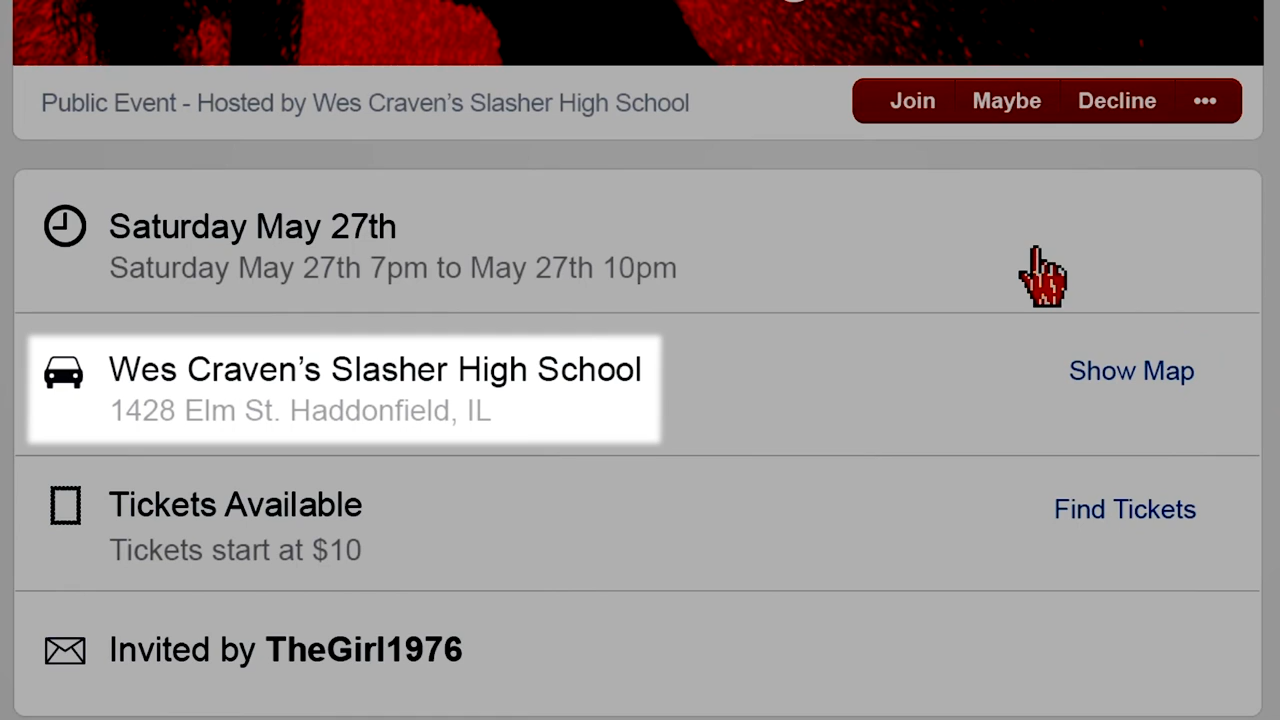 Public Event - Hosted by Wes Craven’s Slasher High School
Join Maybe Decline •••
Saturday May 27th
Saturday May 27th 7pm to May 27th 10pm
Wes Craven’s Slasher High School
1428 Elm St. Haddonfield, IL
Show Map
Tickets Available
Find Tickets
Tickets start at $10
Invited by TheGirl1976